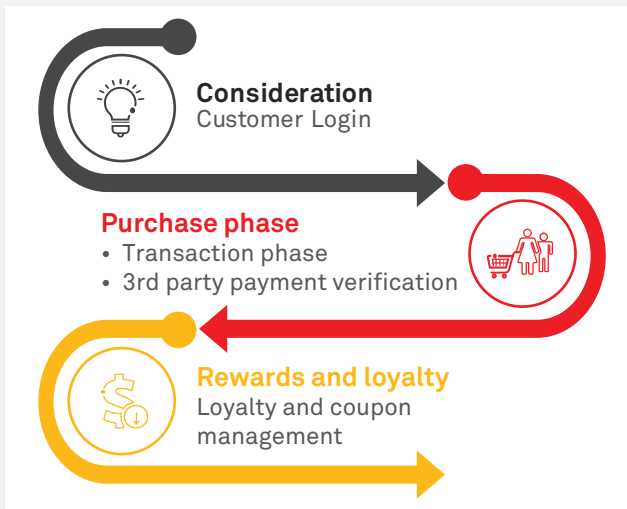 Consideration
Customer Login
Purchase phase
• Transaction phase
• 3rd party payment verification
Rewards and loyalty
Loyalty and coupon
management